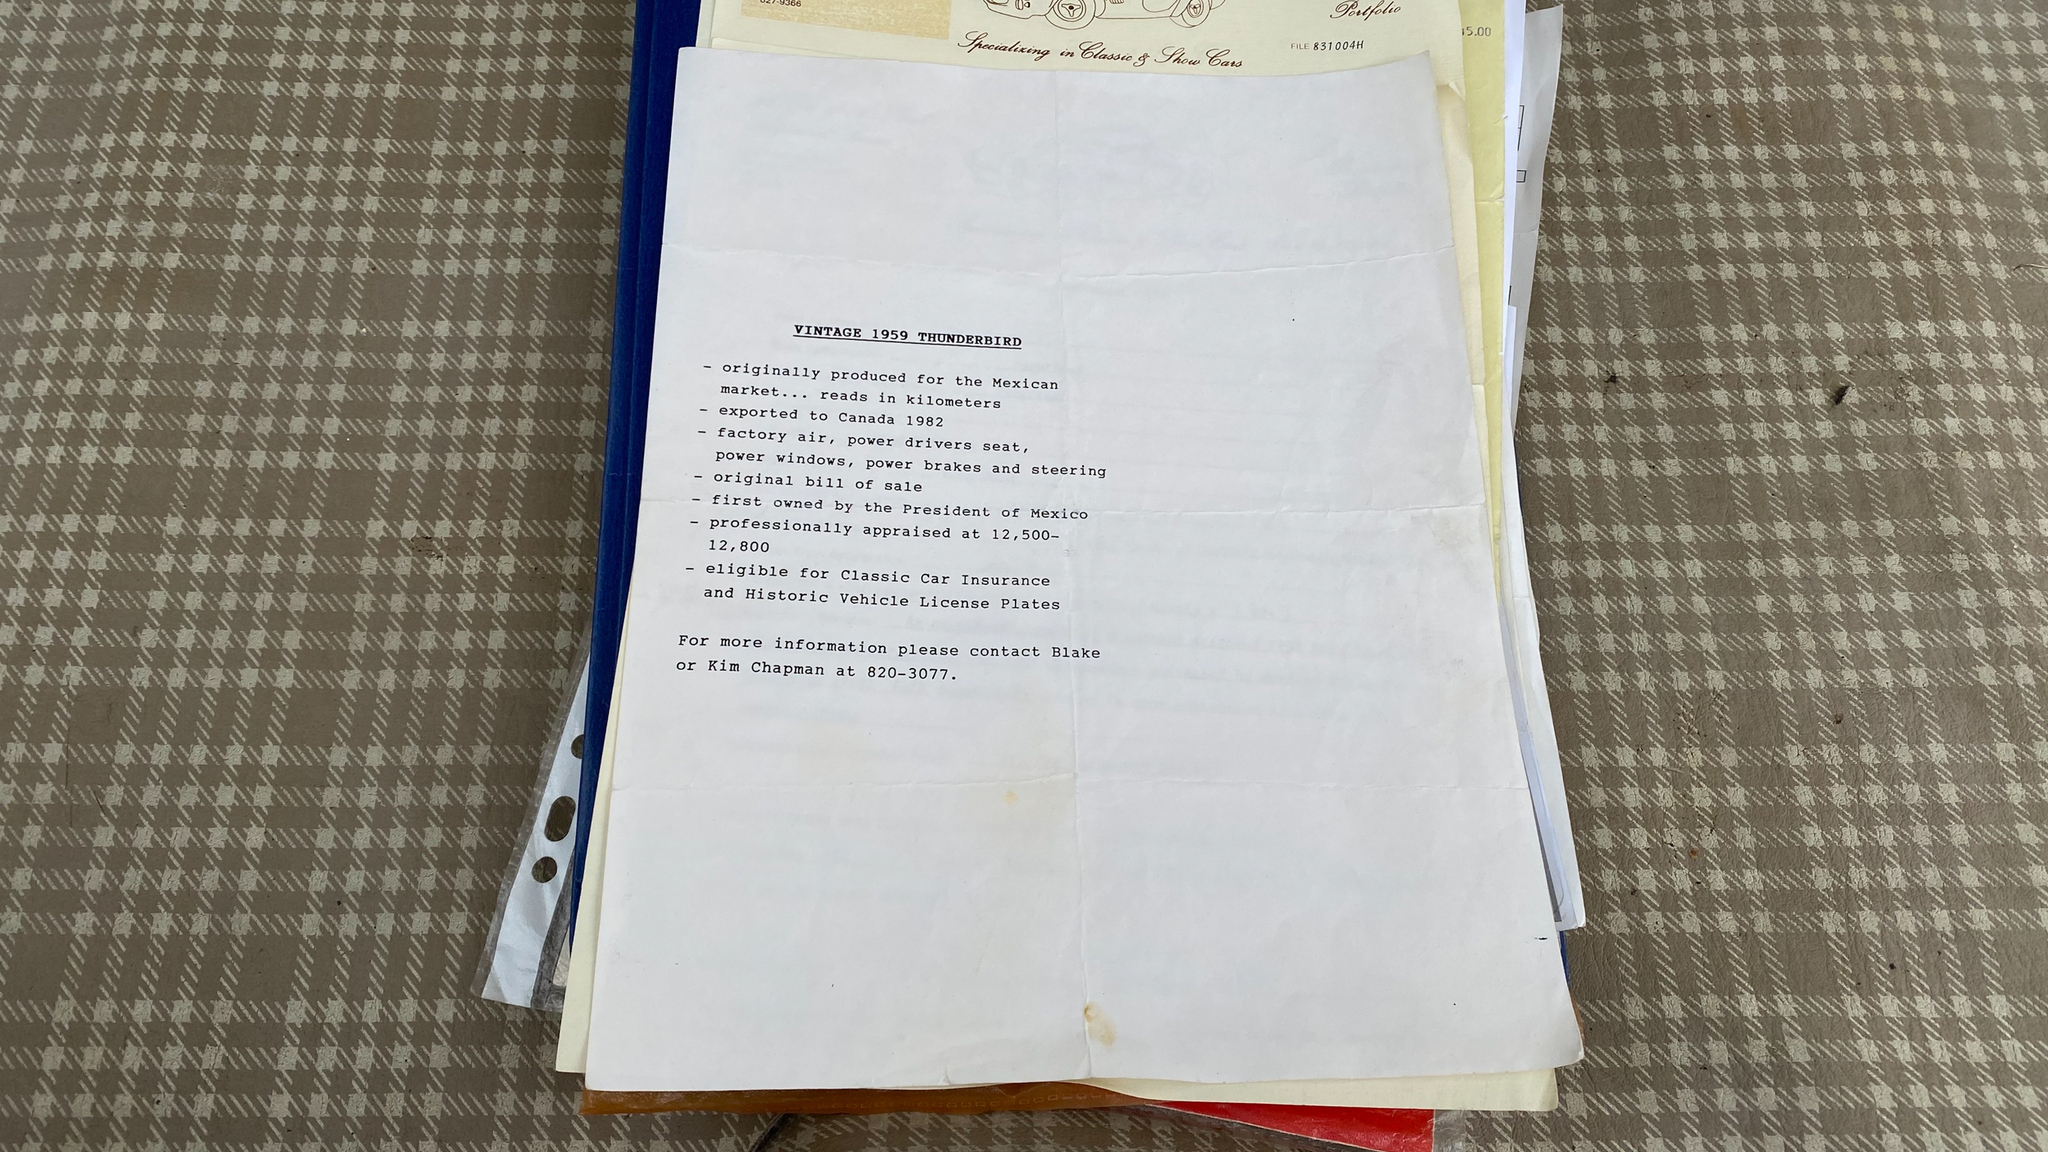 627-9366
Portfolio
Specializing in Classic & Show Cars
FILE 831004H
VINTAGE 1959 THUNDERBIRD
- originally produced for the Mexican
market... reads in kilometers
- exported to Canada 1982
- factory air, power drivers seat,
power windows, power brakes and steering
- original bill of sale
- first owned by the President of Mexico
- professionally appraised at 12,500-
12,800
- eligible for Classic Car Insurance
and Historic Vehicle License Plates
For more information please contact Blake
or Kim Chapman at 820-3077.